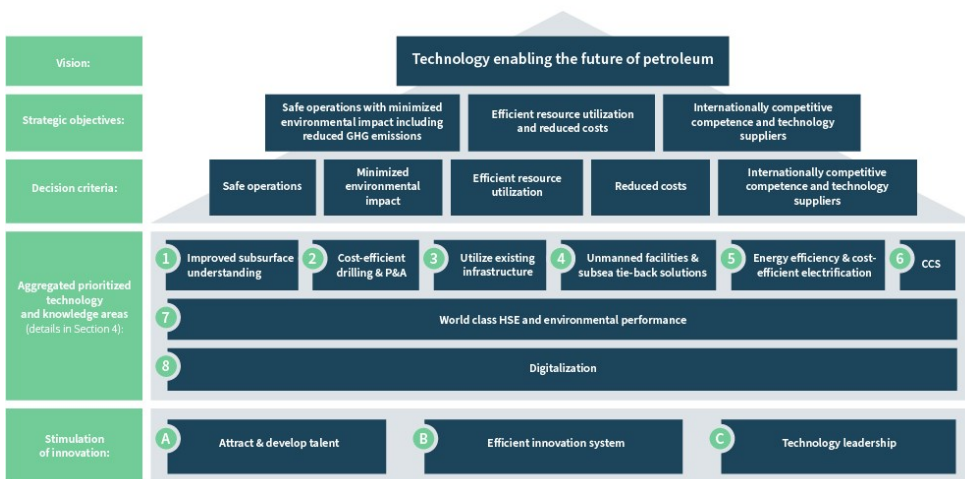 Vision:
Technology enabling the future of petroleum
Strategic objectives:
Safe operations with minimized
environmental impact including
reduced GHG emissions
Efficient resource utilization
and reduced costs
Internationally competitive
competence and technology
suppliers
Decision criteria:
Safe operations
Minimized
environmental
impact
Efficient resource
utilization
Reduced costs
Internationally competitive
competence and technology
suppliers
Aggregated prioritized
technology
and knowledge areas
(details in Section 4):
1
Improved subsurface
understanding
2
Cost-efficient
drilling & P&A
3
Utilize existing
infrastructure
4
Unmanned facilities &
subsea tie-back solutions
5
Energy efficiency & cost-
efficient electrification
6
CCS
7
World class HSE and environmental performance
8
Digitalization
Stimulation
of innovation:
A
Attract & develop talent
B
Efficient innovation system
C
Technology leadership